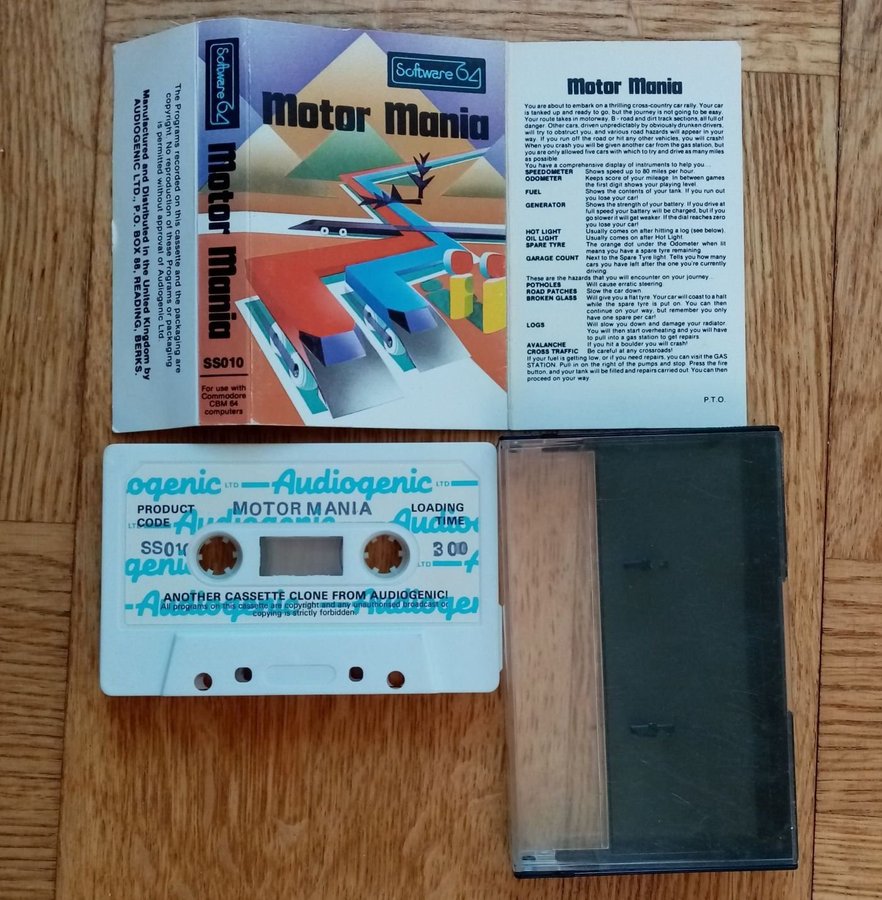 The Programs recorded on this cassette and the packaging are
copyright. No reproduction of these Programs or packaging
is permitted without approval of Audiogenic Ltd.
Manufactured and Distributed in the United Kingdom by
AUDIOGENIC LTD., P.O. BOX 88, READING, BERKS.
Software 64
Motor Mania
SS010
For use with
Commodore
CBM 64
computers
Software 64
Motor Mania
Motor Mania
You are about to embark on a thrilling cross-country car rally. Your car
is tanked up and ready to go, but the journey is not going to be easy.
Your route takes in motorway, B - road and dirt track sections, all full of
danger. Other cars, driven unpredictably by obviously drunken drivers,
will try to obstruct you, and various road hazards will appear in your
way. If you run off the road or hit any other vehicles, you will crash!
When you crash you will be given another car from the gas station, but
you are only allowed five cars with which to try and drive as many miles
as possible
You have a comprehensive display of instruments to help you...
SPEEDOMETER Shows speed up to 80 miles per hour.
ODOMETER Keeps score of your mileage. In between games
the first digit shows your playing level.
FUEL Shows the contents of your tank. If you run out
you lose your car!
GENERATOR Shows the strength of your battery. If you drive at
full speed your battery will be charged, but if you
go slower it will get weaker. If the dial reaches zero
you lose your car!
HOT LIGHT Usually comes on after hitting a log (see below).
OIL LIGHT Usually comes on after Hot Light
SPARE TYRE The orange dot under the Odometer when lit
means you have a spare tyre remaining
GARAGE COUNT Next to the Spare Tyre light. Tells you how many
cars you have left after the one you're currently
driving
These are the hazards that you will encounter on your journey...
POTHOLES Will cause erratic steering
ROAD PATCHES Slow the car down.
BROKEN GLASS Will give you a flat tyre. Your car will coast to a halt
while the spare tyre is put on. You can then
continue on your way, but remember you only
have one spare per car!
LOGS Will slow you down and damage your radiator.
You will then start overheating and you will have
to pull into a gas station to get repairs
AVALANCHE If you hit a boulder you will crash!
CROSS TRAFFIC Be careful at any crossroads!
If your fuel is getting low, or if you need repairs, you can visit the GAS
STATION. Pull in on the right of the pumps and stop. Press the fire
button, and your tank will be filled and repairs carried out. You can then
proceed on your way.
P.T.O.
ogenic LTD Audiogenic LTD
PRODUCT CODE MOTOR MANIA LOADING TIME
LTD Audiogenic Audio
SS010 3 00
geni LTD A
ANOTHER CASSETTE CLONE FROM AUDIOGENIC!
All programs on this cassette are copyright and any unauthorised broadcast or
copying is strictly forbidden.
Audiogenic Audioger